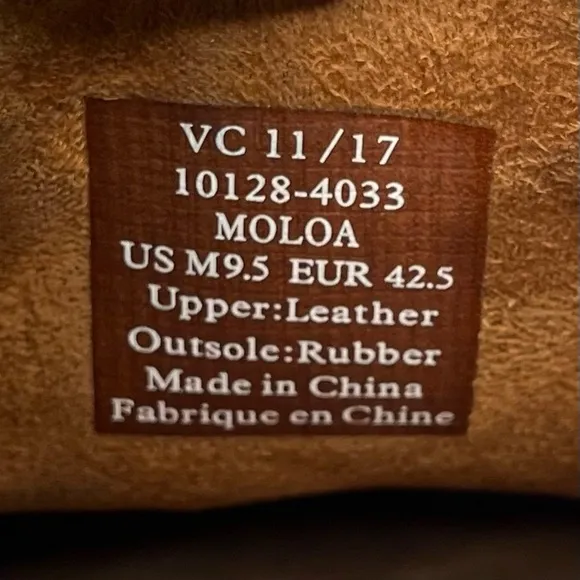 VC 11/17
10128-4033
MOLOA
US M9.5 EUR 42.5
Upper:Leather
Outsole:Rubber
Made in China
Fabrique en Chine